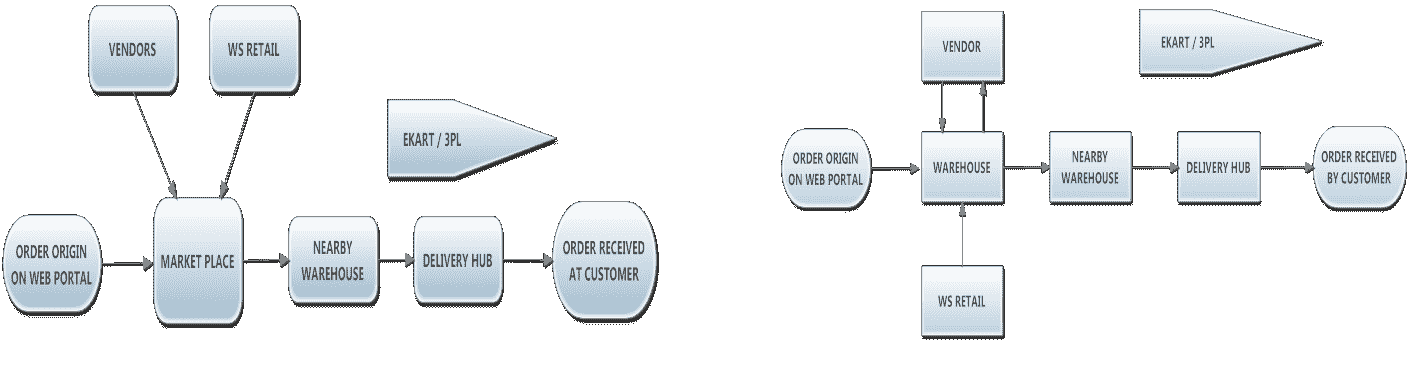 VENDORS
WS RETAIL
EKART / 3PL
ORDER ORIGIN
ON WEB PORTAL
MARKET PLACE
NEARBY
WAREHOUSE
DELIVERY HUB
ORDER RECEIVED
AT CUSTOMER
VENDOR
EKART / 3PL
ORDER ORIGIN
ON WEB PORTAL
WAREHOUSE
NEARBY
WAREHOUSE
DELIVERY HUB
ORDER RECEIVED
BY CUSTOMER
WS RETAIL